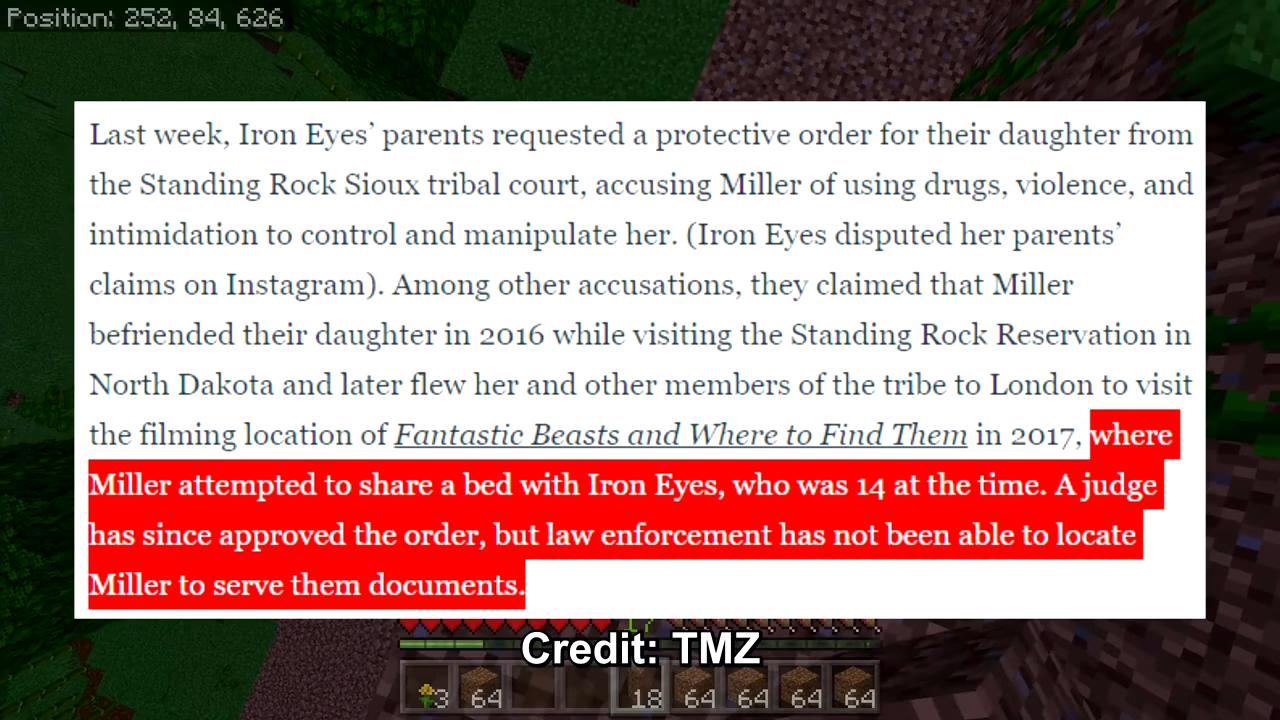 Position: 252, 84, 626
Last week, Iron Eyes’ parents requested a protective order for their daughter from
the Standing Rock Sioux tribal court, accusing Miller of using drugs, violence, and
intimidation to control and manipulate her. (Iron Eyes disputed her parents’
claims on Instagram). Among other accusations, they claimed that Miller
befriended their daughter in 2016 while visiting the Standing Rock Reservation in
North Dakota and later flew her and other members of the tribe to London to visit
the filming location of Fantastic Beasts and Where to Find Them in 2017, where
Miller attempted to share a bed with Iron Eyes, who was 14 at the time. A judge
has since approved the order, but law enforcement has not been able to locate
Miller to serve them documents.
17
Credit: TMZ
3 64 18 64 64 64 64